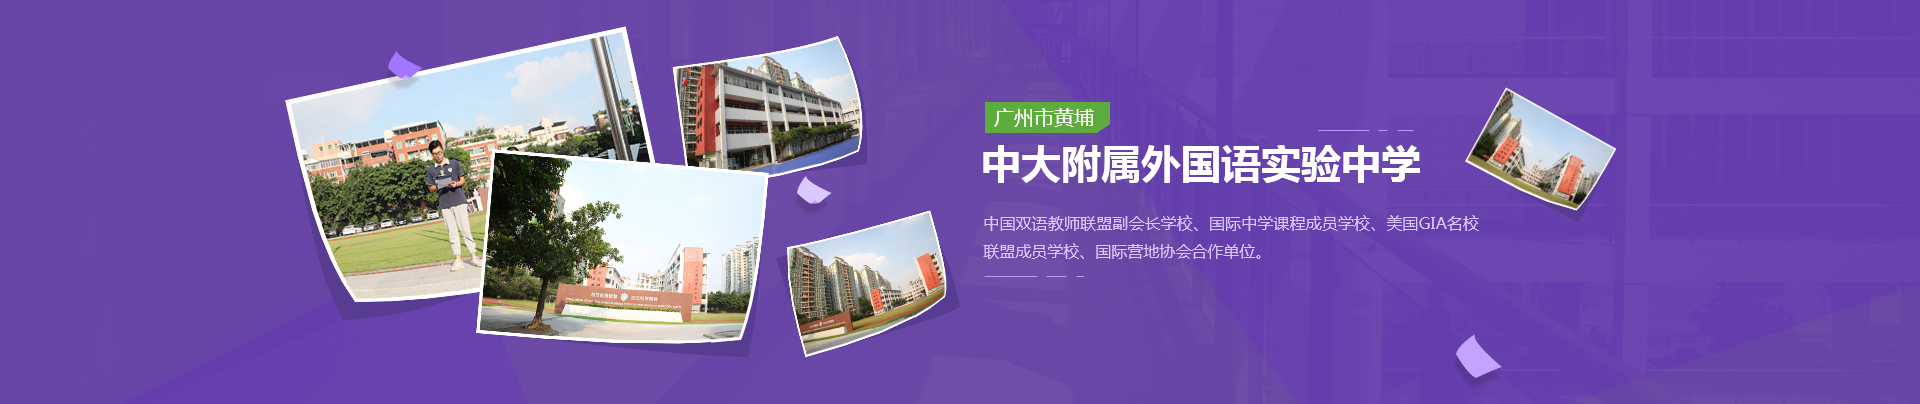 广州市黄埔
中大附属外国语实验中学
中国双语教师联盟副会长学校、国际中学课程成员学校、美国GIA名校
联盟成员学校、国际营地协会合作单位。